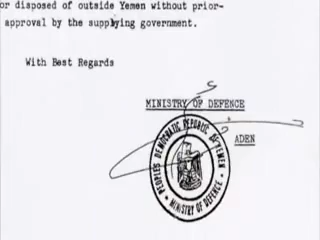 or disposed of outside Yemen without prior-
approval by the supplying government.
With Best Regards
MINISTRY OF DEFENCE
ADEN
PEOPLE'S DEMOCRATIC REPUBLIC OF YEMEN
• MINISTRY OF DEFENCE •